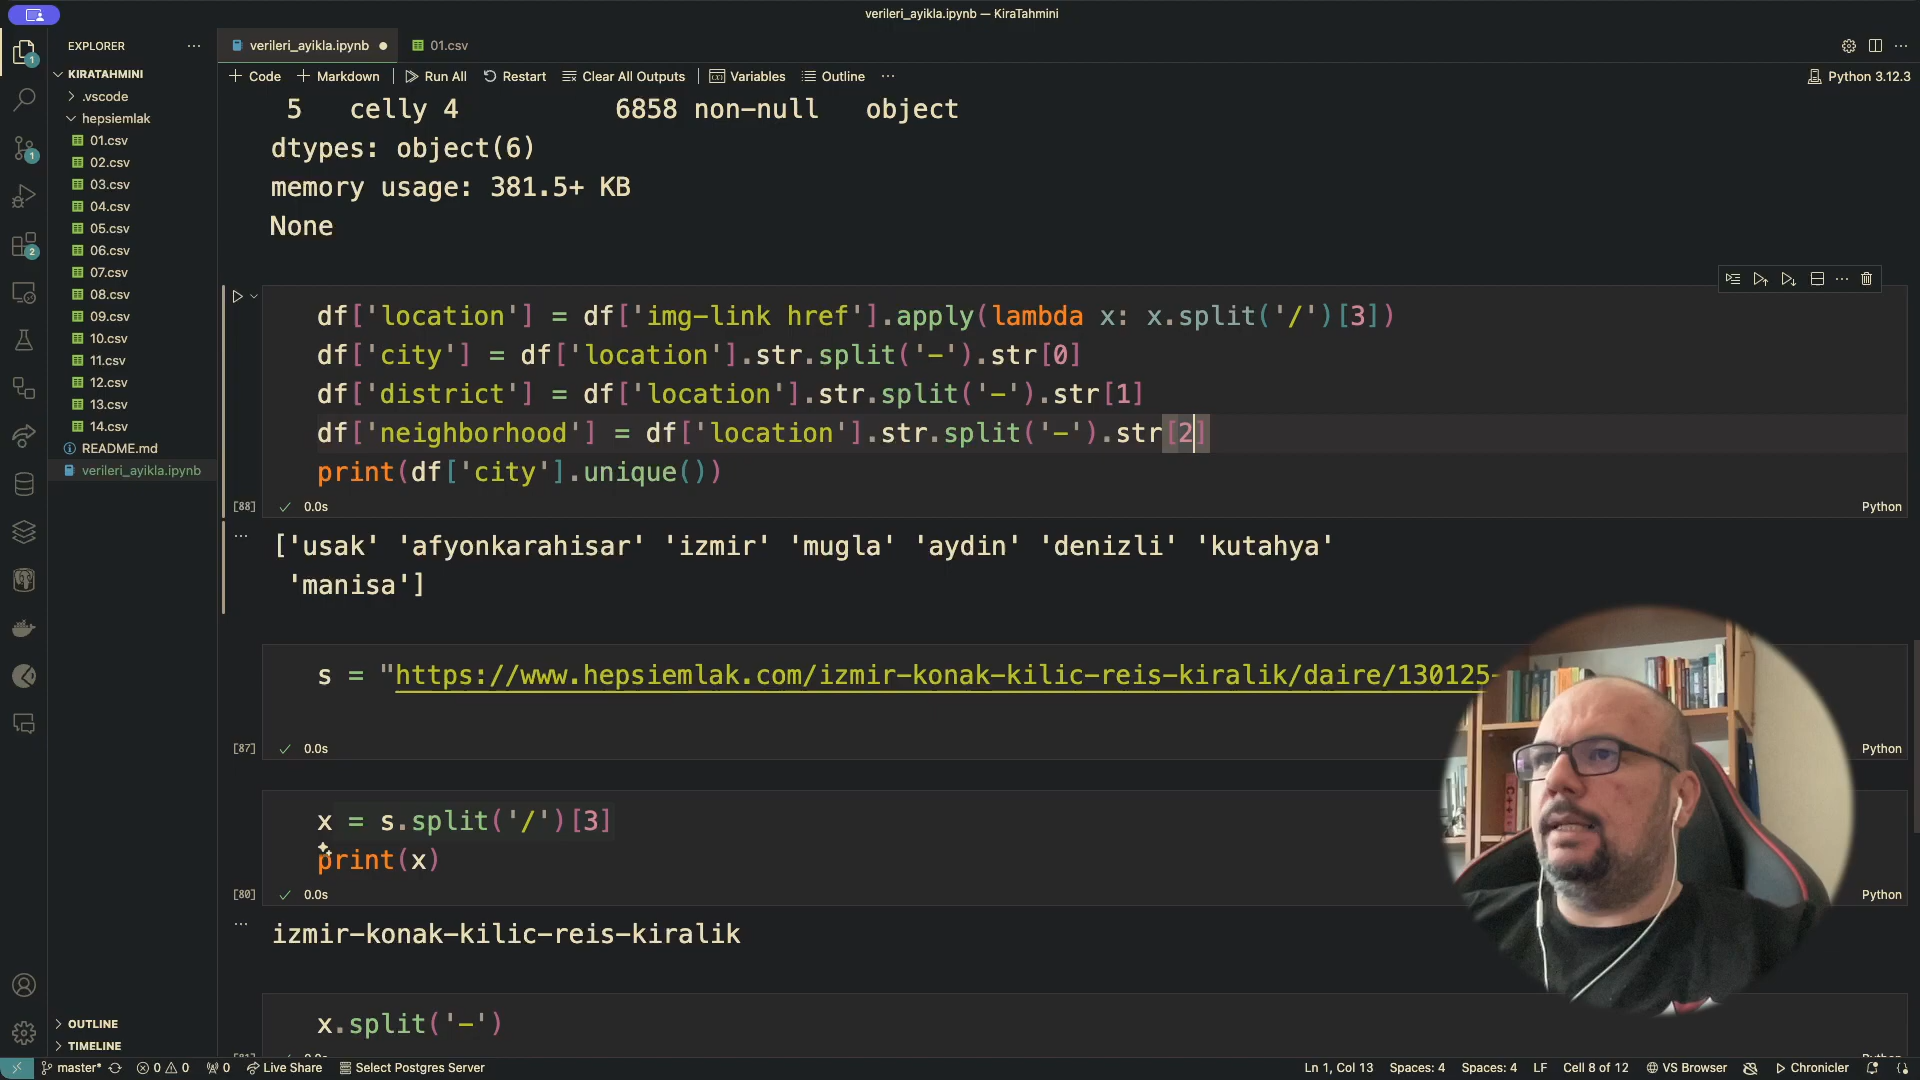 verileri_ayikla.ipynb — KiraTahmini
EXPLORER
verileri_ayikla.ipynb
01.csv
KIRATAHMINI
Code
Markdown
Run All
Restart
Clear All Outputs
Variables
Outline
Python 3.12.3
.vscode
hepsiemlak
01.csv
02.csv
03.csv
04.csv
05.csv
06.csv
07.csv
08.csv
09.csv
10.csv
11.csv
12.csv
13.csv
14.csv
README.md
verileri_ayikla.ipynb
OUTLINE
TIMELINE
5 celly 4 6858 non-null object
dtypes: object(6)
memory usage: 381.5+ KB
None
df['location'] = df['img-link href'].apply(lambda x: x.split('/')[3])
df['city'] = df['location'].str.split('-').str[0]
df['district'] = df['location'].str.split('-').str[1]
df['neighborhood'] = df['location'].str.split('-').str[2]
print(df['city'].unique())
[88] 0.0s Python
['usak' 'afyonkarahisar' 'izmir' 'mugla' 'aydin' 'denizli' 'kutahya'
'manisa']
s = "https://www.hepsiemlak.com/izmir-konak-kilic-reis-kiralik/daire/130125-
[87] 0.0s Python
x = s.split('/')[3]
print(x)
[80] 0.0s Python
izmir-konak-kilic-reis-kiralik
x.split('-')
master* 0 0 0 Live Share Select Postgres Server Ln 1, Col 13 Spaces: 4 Spaces: 4 LF Cell 8 of 12 VS Browser Chronicler